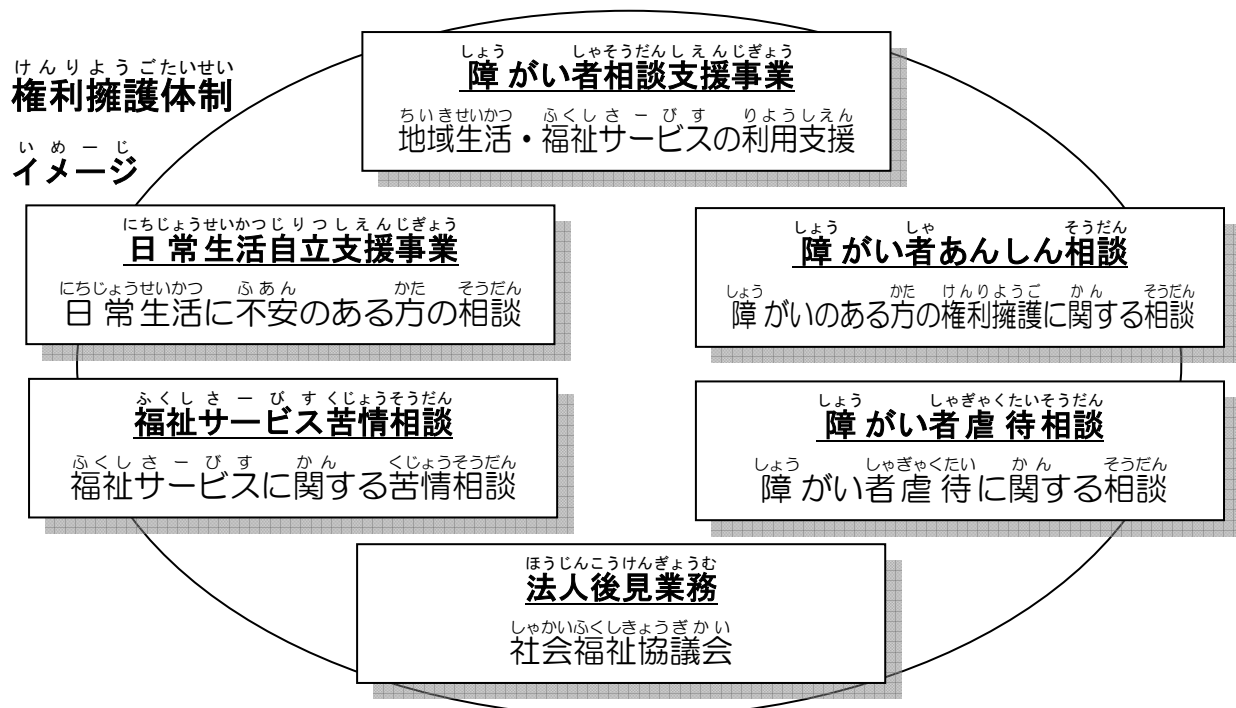 けんりようごたいせい
権利擁護体制
いめーじ
イメージ
しょう しゃそうだんしえんじぎょう
障がい者相談支援事業
ちいきせいかつ ふくしさーびす りようしえん
地域生活・福祉サービスの利用支援
にちじょうせいかつじりつしえんじぎょう
日常生活自立支援事業
にちじょうせいかつ ふあん かた そうだん
日常生活に不安のある方の相談
しょう しゃ そうだん
障がい者あんしん相談
しょう かた けんりようご かん そうだん
障がいのある方の権利擁護に関する相談
ふくしさーびすくじょうそうだん
福祉サービス苦情相談
ふくしさーびす かん くじょうそうだん
福祉サービスに関する苦情相談
しょう しゃぎゃくたいそうだん
障がい者虐待相談
しょう しゃぎゃくたい かん そうだん
障がい者虐待に関する相談
ほうじんこうけんぎょうむ
法人後見業務
しゃかいふくしきょうぎかい
社会福祉協議会